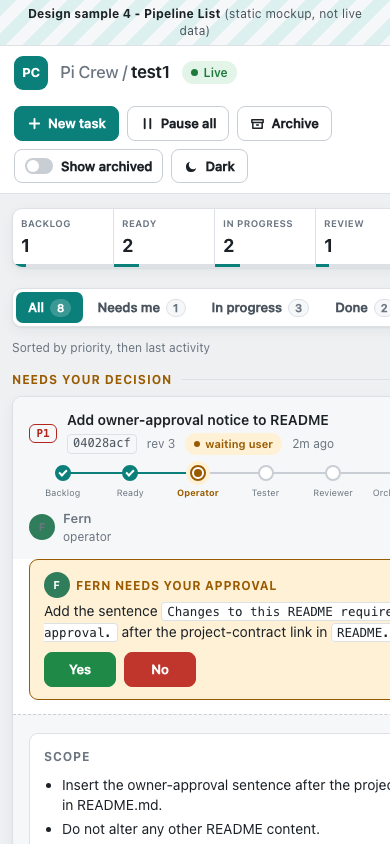 Design sample 4 - Pipeline List (static mockup, not live
data)
PC Pi Crew / test1 Live
New task Pause all Archive
Show archived Dark
BACKLOG READY IN PROGRESS REVIEW
1 2 2 1
All 8 Needs me 1 In progress 3 Done 2
Sorted by priority, then last activity
NEEDS YOUR DECISION
Add owner-approval notice to README
P1 04028acf rev 3 waiting user 2m ago
Backlog Ready Operator Tester Reviewer
F Fern
operator
F FERN NEEDS YOUR APPROVAL
Add the sentence Changes to this README require
approval. after the project-contract link in README.
Yes No
SCOPE
Insert the owner-approval sentence after the projec
in README.md.
Do not alter any other README content.